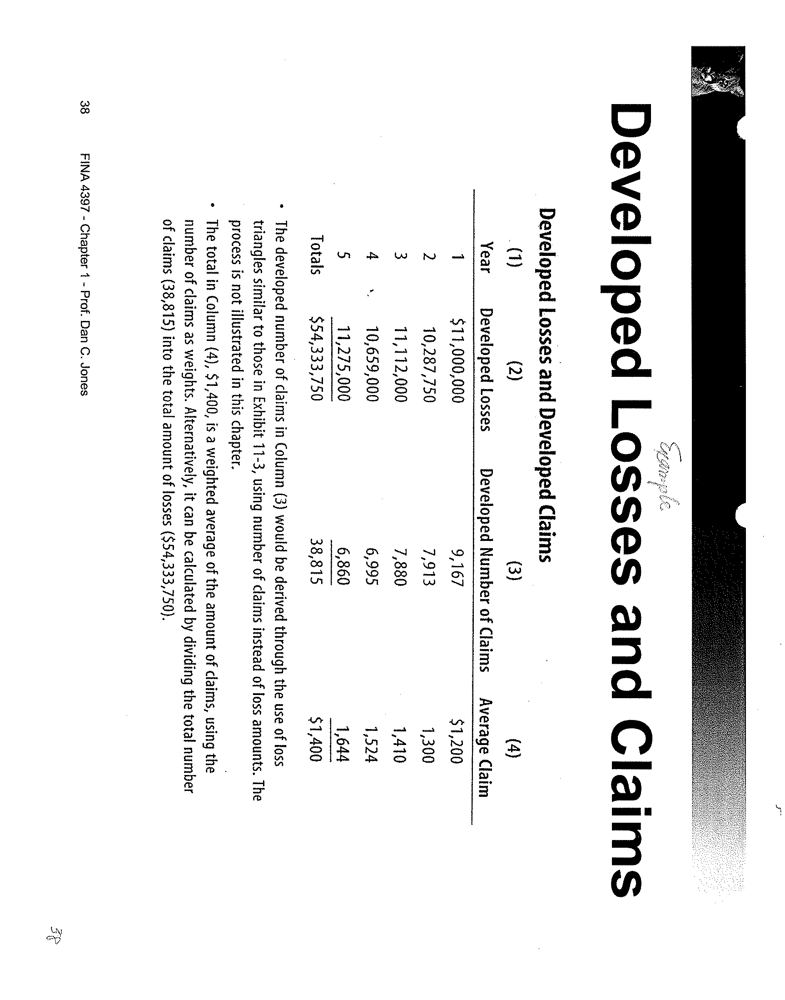 Example
Developed Losses and Claims
Developed Losses and Developed Claims
(1) (2) (3) (4)
Year Developed Losses Developed Number of Claims Average Claim
1 $11,000,000 9,167 $1,200
2 10,287,750 7,913 1,300
3 11,112,000 7,880 1,410
4 10,659,000 6,995 1,524
5 11,275,000 6,860 1,644
Totals $54,333,750 38,815 $1,400
• The developed number of claims in Column (3) would be derived through the use of loss
triangles similar to those in Exhibit 11-3, using number of claims instead of loss amounts. The
process is not illustrated in this chapter.
• The total in Column (4), $1,400, is a weighted average of the amount of claims, using the
number of claims as weights. Alternatively, it can be calculated by dividing the total number
of claims (38,815) into the total amount of losses ($54,333,750).
38 FINA 4397 - Chapter 1 - Prof. Dan C. Jones
38